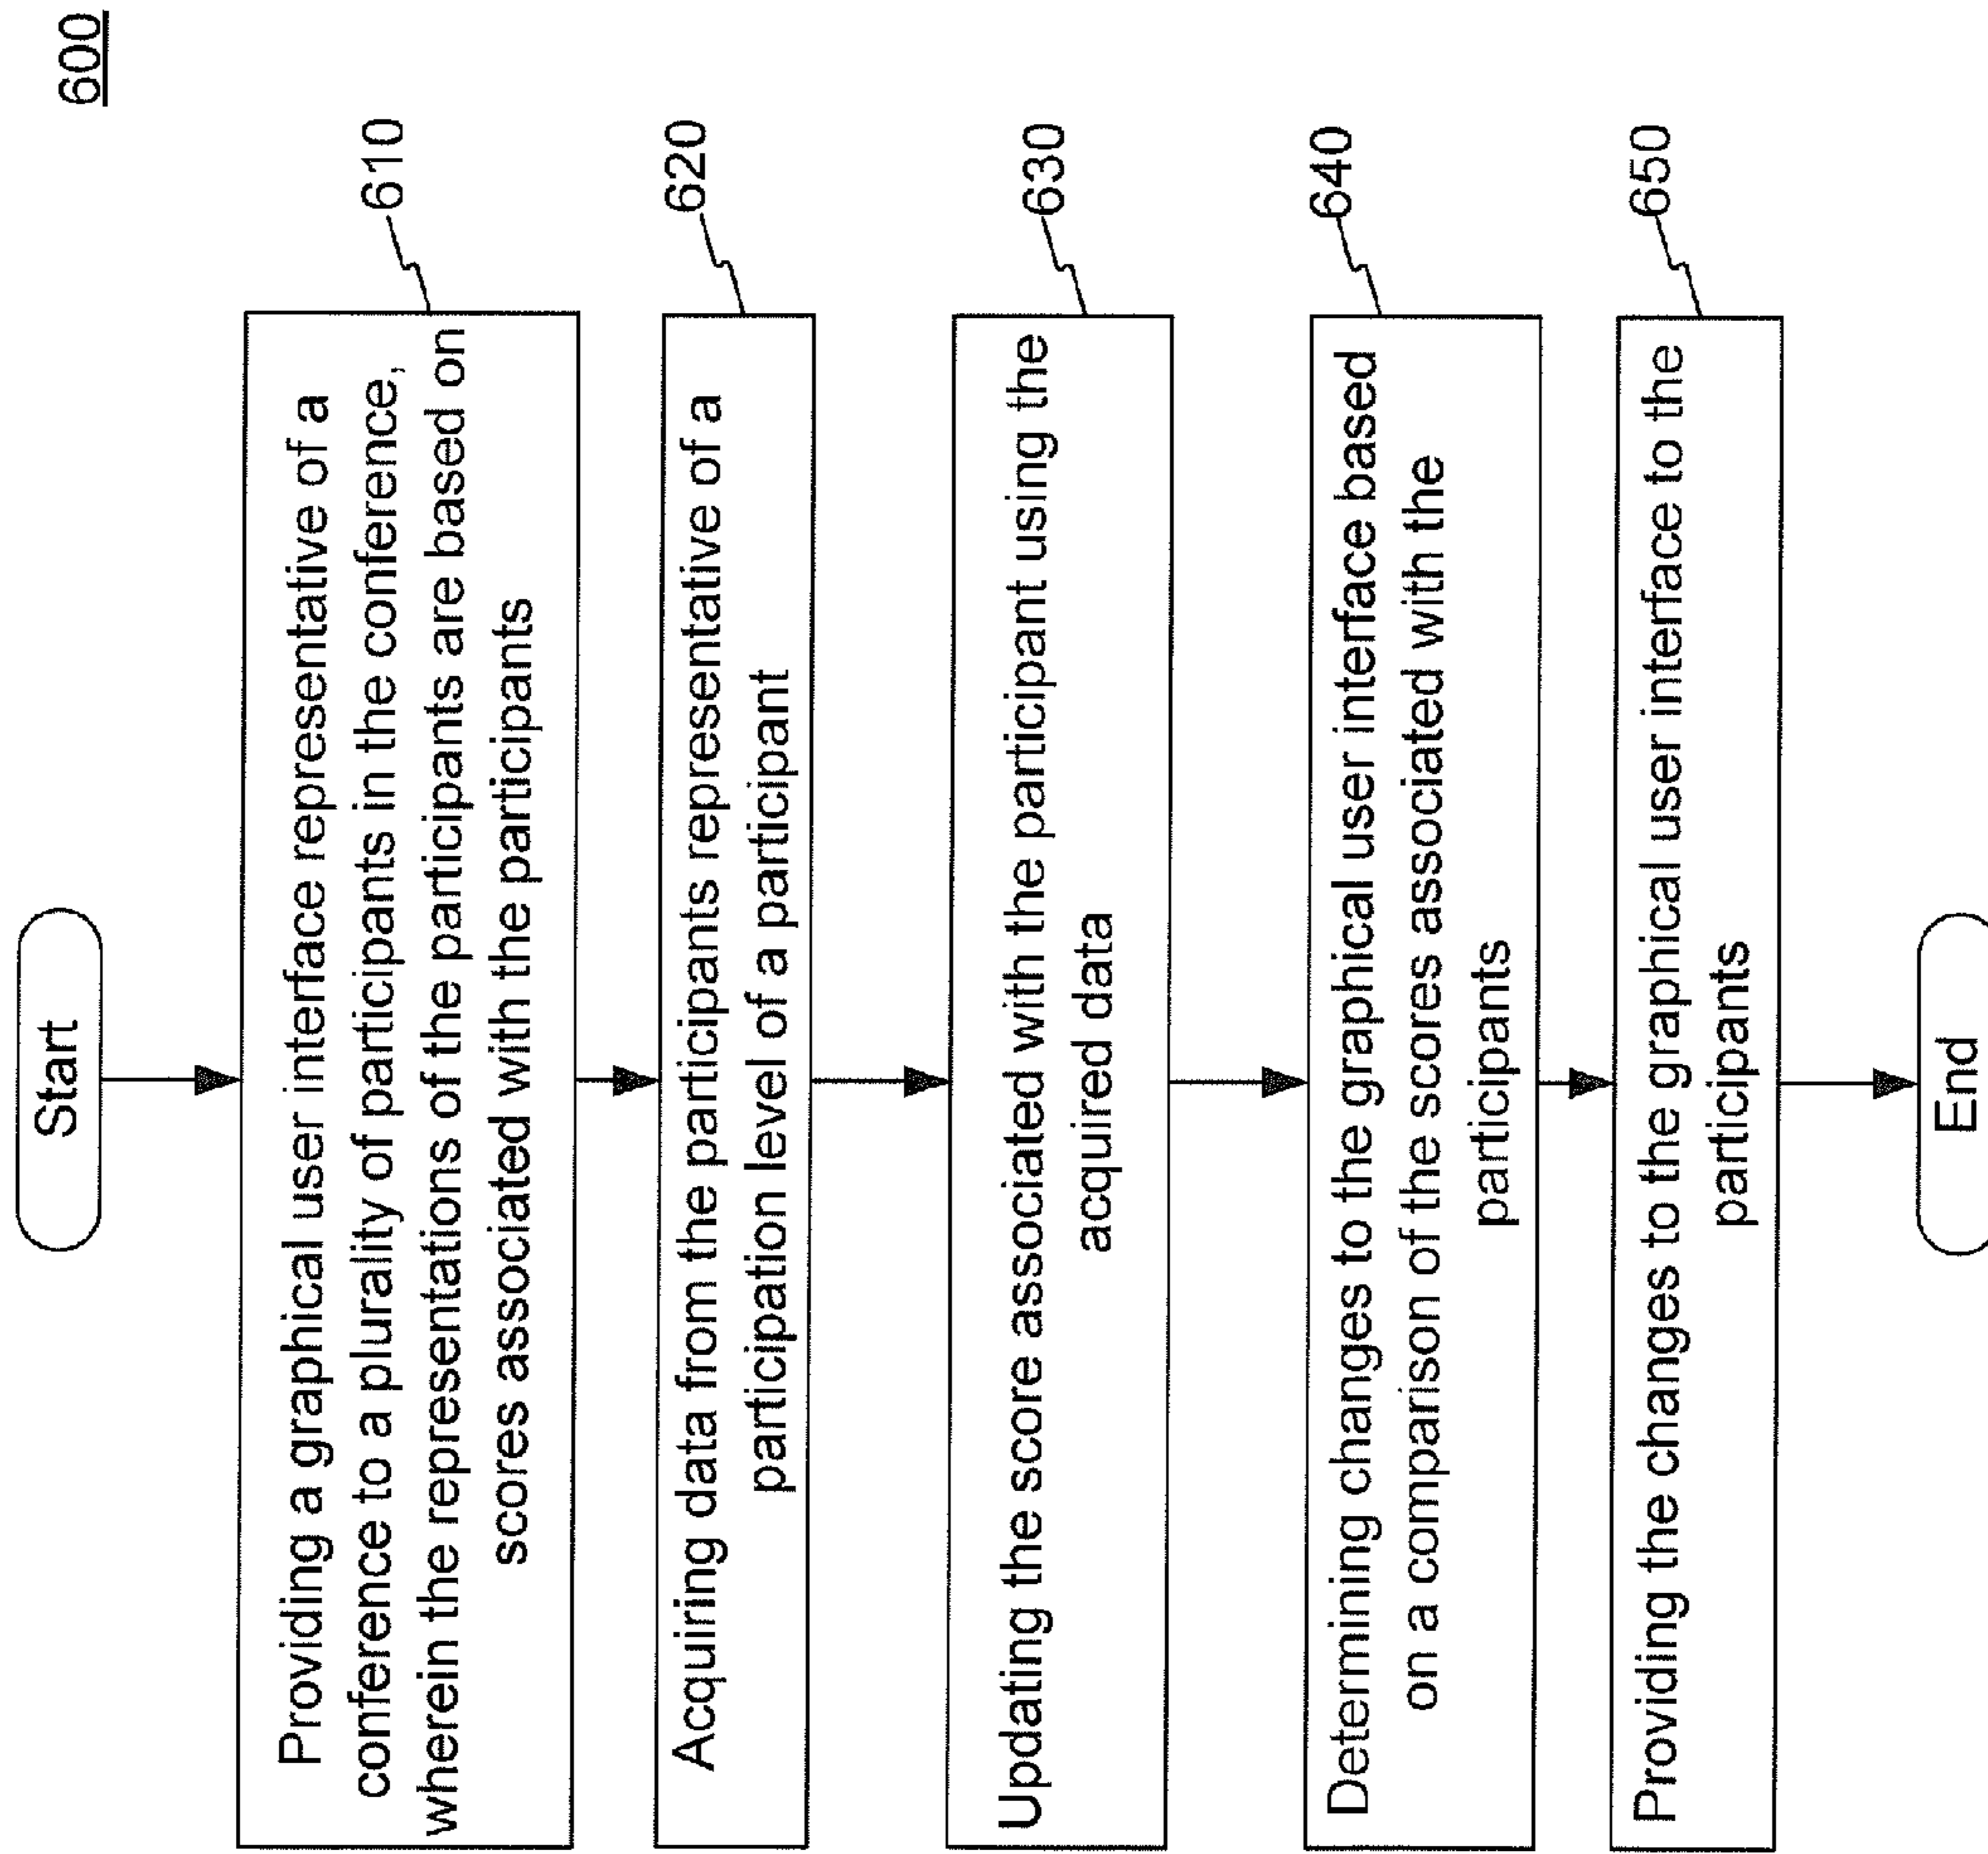 600
Start
Providing a graphical user interface representative of a
conference to a plurality of participants in the conference,
wherein the representations of the participants are based on
scores associated with the participants
610
Acquiring data from the participants representative of a
participation level of a participant
620
Updating the score associated with the participant using the
acquired data
630
Determining changes to the graphical user interface based
on a comparison of the scores associated with the
participants
640
Providing the changes to the graphical user interface to the
participants
650
End